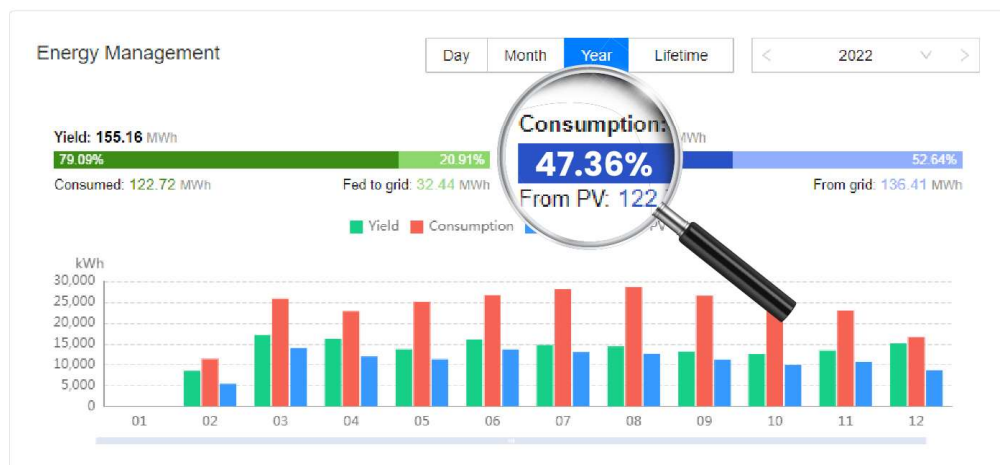 Energy Management
Day Month Year Lifetime
< 2022 >
Yield: 155.16 MWh
Consumption: MWh
79.09% 20.91%
47.36% 52.64%
Consumed: 122.72 MWh
Fed to grid: 32.44 MWh
From PV: 122
From grid: 136.41 MWh
Yield Consumption PV
kWh
30,000
25,000
20,000
15,000
10,000
5,000
0
01 02 03 04 05 06 07 08 09 10 11 12